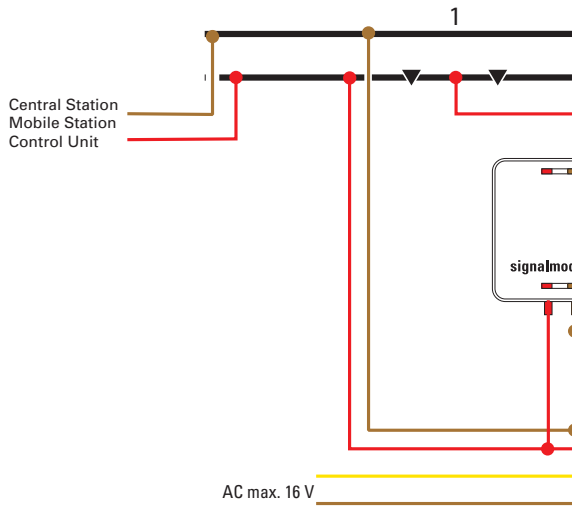 1
Central Station
Mobile Station
Control Unit
signalmod
AC max. 16 V